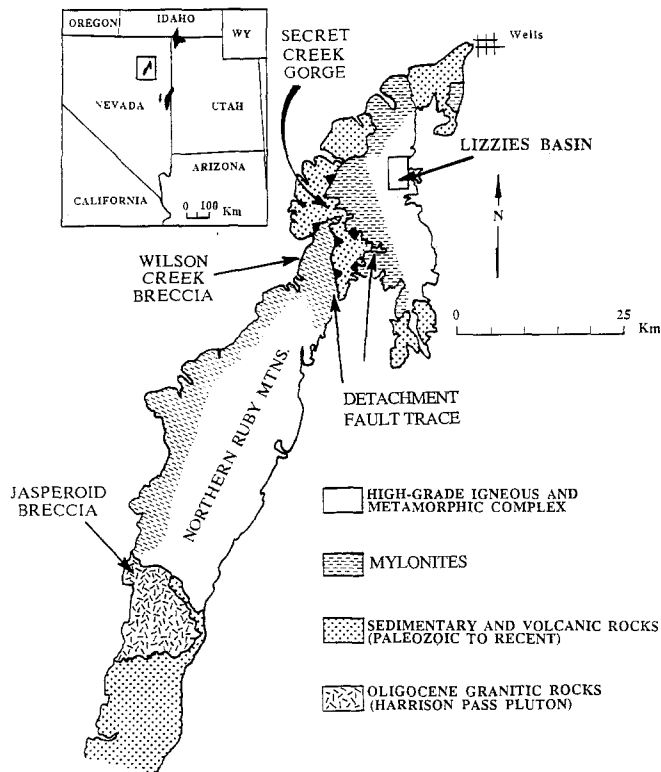 OREGON
IDAHO
WY
NEVADA
UTAH
ARIZONA
CALIFORNIA
0 100
Km
SECRET
CREEK
GORGE
Wells
LIZZIES BASIN
N
WILSON
CREEK
BRECCIA
0 25
Km
DETACHMENT
FAULT TRACE
NORTHERN RUBY MTNS.
JASPEROID
BRECCIA
HIGH-GRADE IGNEOUS AND
METAMORPHIC COMPLEX
MYLONITES
SEDIMENTARY AND VOLCANIC ROCKS
(PALEOZOIC TO RECENT)
OLIGOCENE GRANITIC ROCKS
(HARRISON PASS PLUTON)